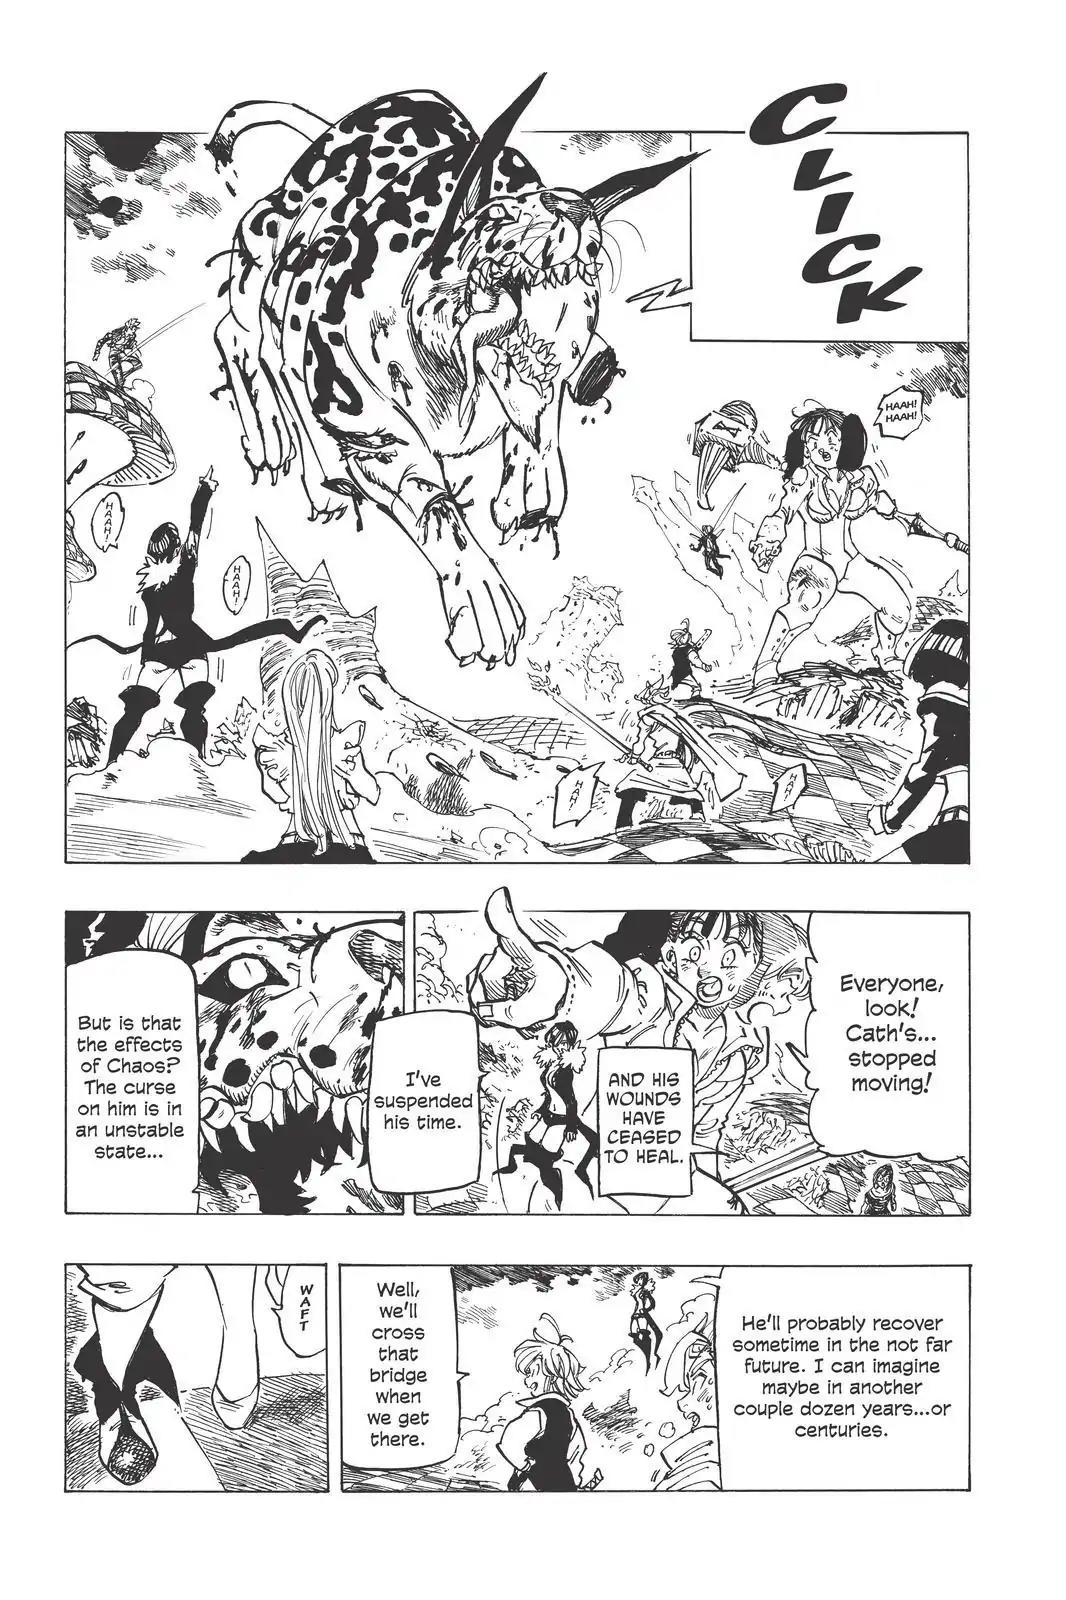 CLICK
HAAH!
HAAH!
HAAH!
HAAH!
HAA!
HAA!
Everyone,
look!
Cath's...
stopped
moving!
AND HIS
WOUNDS
HAVE
CEASED
TO HEAL.
I've
suspended
his time.
But is that
the effects
of Chaos?
The curse
on him is in
an unstable
state...
He'll probably recover
sometime in the not far
future. I can imagine
maybe in another
couple dozen years...or
centuries.
Well,
we'll
cross
that
bridge
when
we get
there.
WAFT